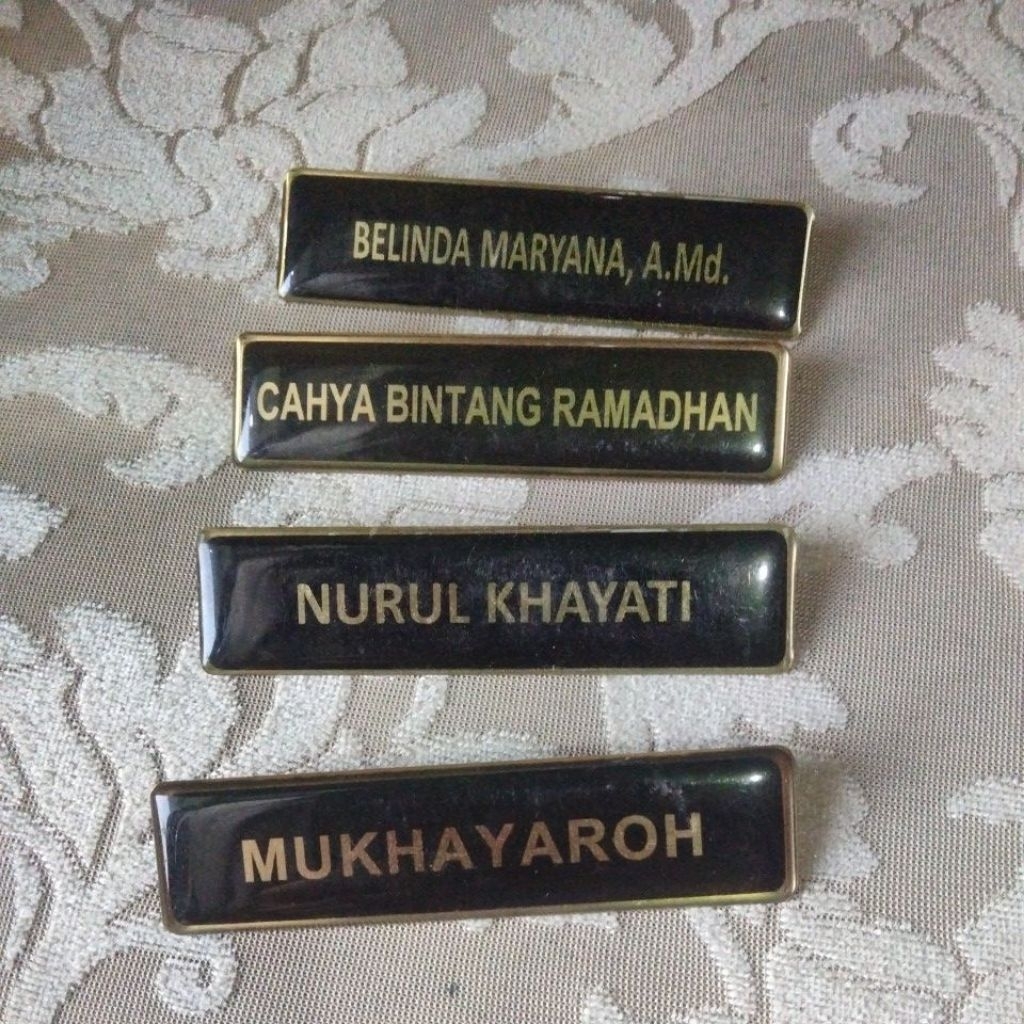 BELINDA MARYANA, A.Md.
CAHYA BINTANG RAMADHAN
NURUL KHAYATI
MUKHAYAROH